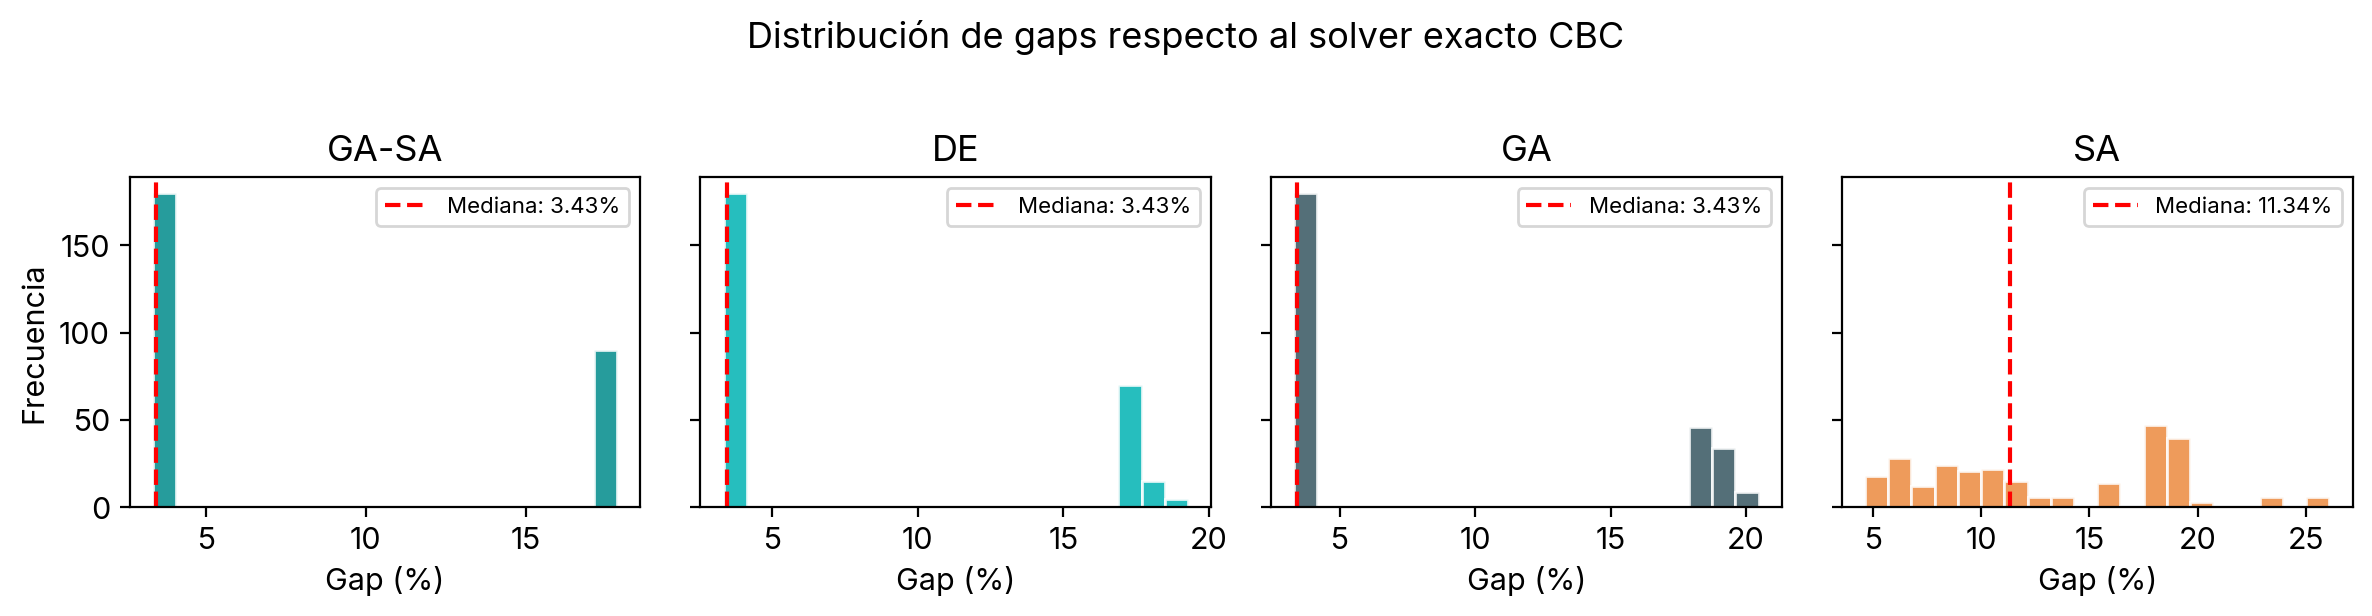 Distribución de gaps respecto al solver exacto CBC
GA-SA
Mediana: 3.43%
Frecuencia
150
100
50
0
5
10
15
Gap (%)
DE
Mediana: 3.43%
5
10
15
20
Gap (%)
GA
Mediana: 3.43%
5
10
15
20
Gap (%)
SA
Mediana: 11.34%
5
10
15
20
25
Gap (%)